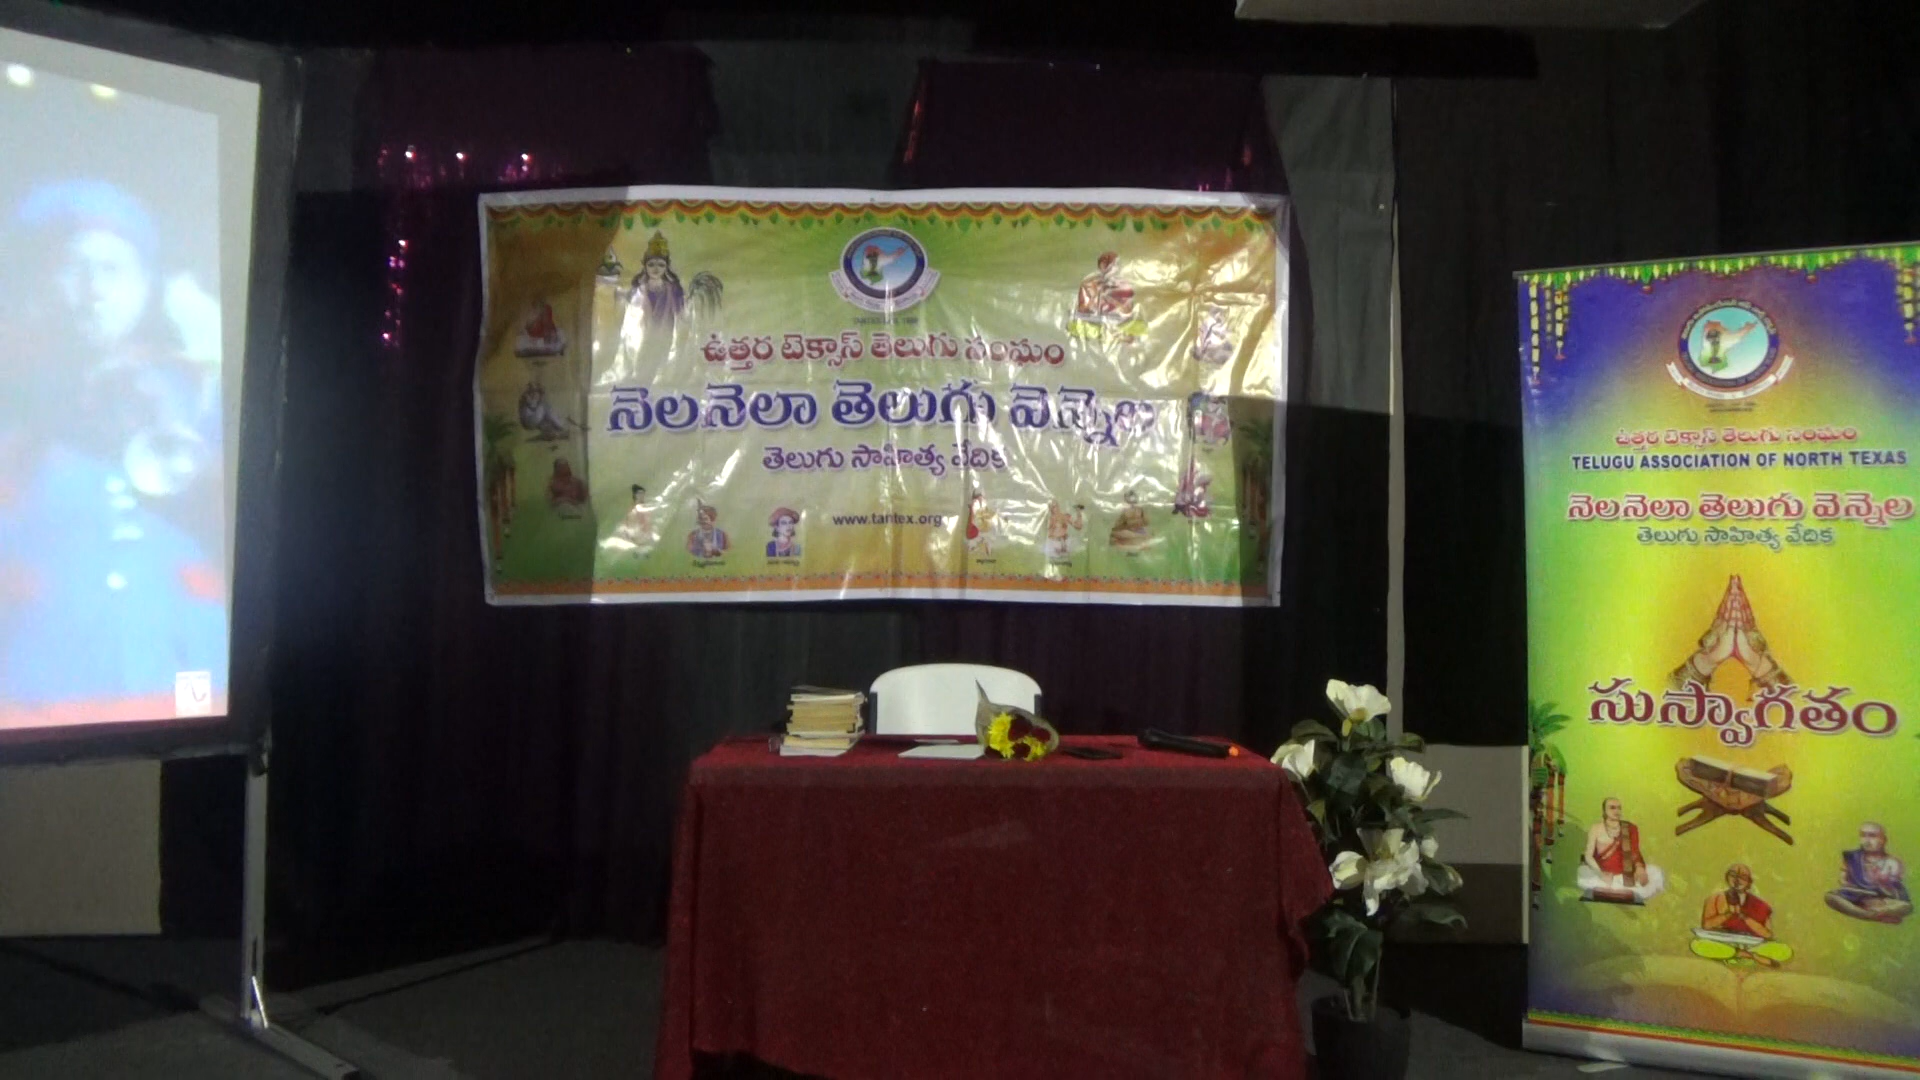 ఉత్తర టెక్సాస్ తెలుగు సంఘం
నెలనెలా తెలుగు వెన్నెల
తెలుగు సాహిత్య వేదిక
www.tantex.org
ఉత్తర టెక్సాస్ తెలుగు సంఘం
TELUGU ASSOCIATION OF NORTH TEXAS
నెలనెలా తెలుగు వెన్నెల
తెలుగు సాహిత్య వేదిక
సుస్వాగతం